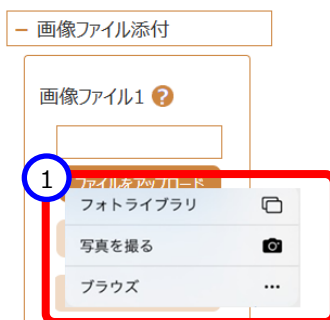 − 画像ファイル添付
画像ファイル1 ?
1
ファイルをアップロード
フォトライブラリ
写真を撮る
ブラウズ ...